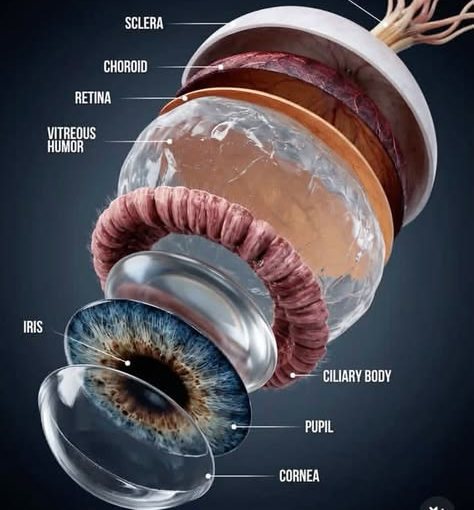 SCLERA
CHOROID
RETINA
VITREOUS
HUMOR
IRIS
CILIARY BODY
PUPIL
CORNEA